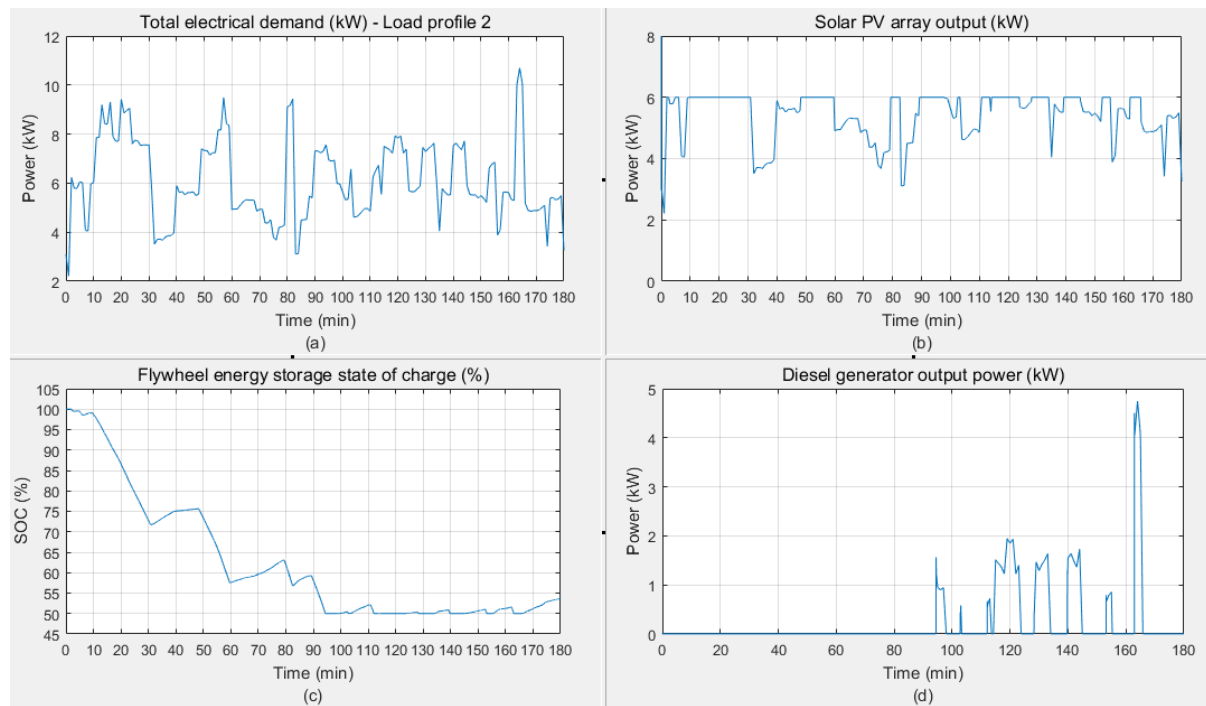 Total electrical demand (kW) - Load profile 2
12
10
8
6
4
2
Power (kW)
0 10 20 30 40 50 60 70 80 90 100 110 120 130 140 150 160 170 180
Time (min)
(a)
Solar PV array output (kW)
8
6
4
2
0
Power (kW)
0 10 20 30 40 50 60 70 80 90 100 110 120 130 140 150 160 170 180
Time (min)
(b)
Flywheel energy storage state of charge (%)
105
100
95
90
85
80
75
70
65
60
55
50
45
SOC (%)
0 10 20 30 40 50 60 70 80 90 100 110 120 130 140 150 160 170 180
Time (min)
(c)
Diesel generator output power (kW)
5
4
3
2
1
0
Power (kW)
0 20 40 60 80 100 120 140 160 180
Time (min)
(d)